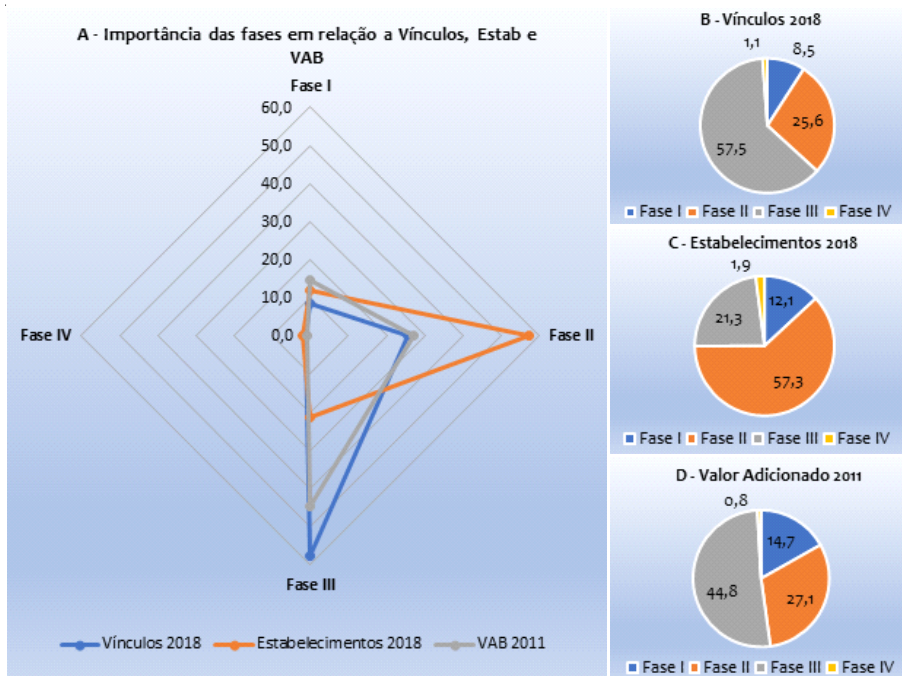 A - Importância das fases em relação a Vínculos, Estab e
VAB
Fase I
60,0
50,0
40,0
30,0
20,0
10,0
0,0
Fase IV
Fase II
Fase III
Vínculos 2018
Estabelecimentos 2018
VAB 2011
B - Vínculos 2018
1,1
8,5
25,6
57,5
Fase I
Fase II
Fase III
Fase IV
C - Estabelecimentos 2018
1,9
12,1
21,3
57,3
Fase I
Fase II
Fase III
Fase IV
D - Valor Adicionado 2011
0,8
14,7
44,8
27,1
Fase I
Fase II
Fase III
Fase IV